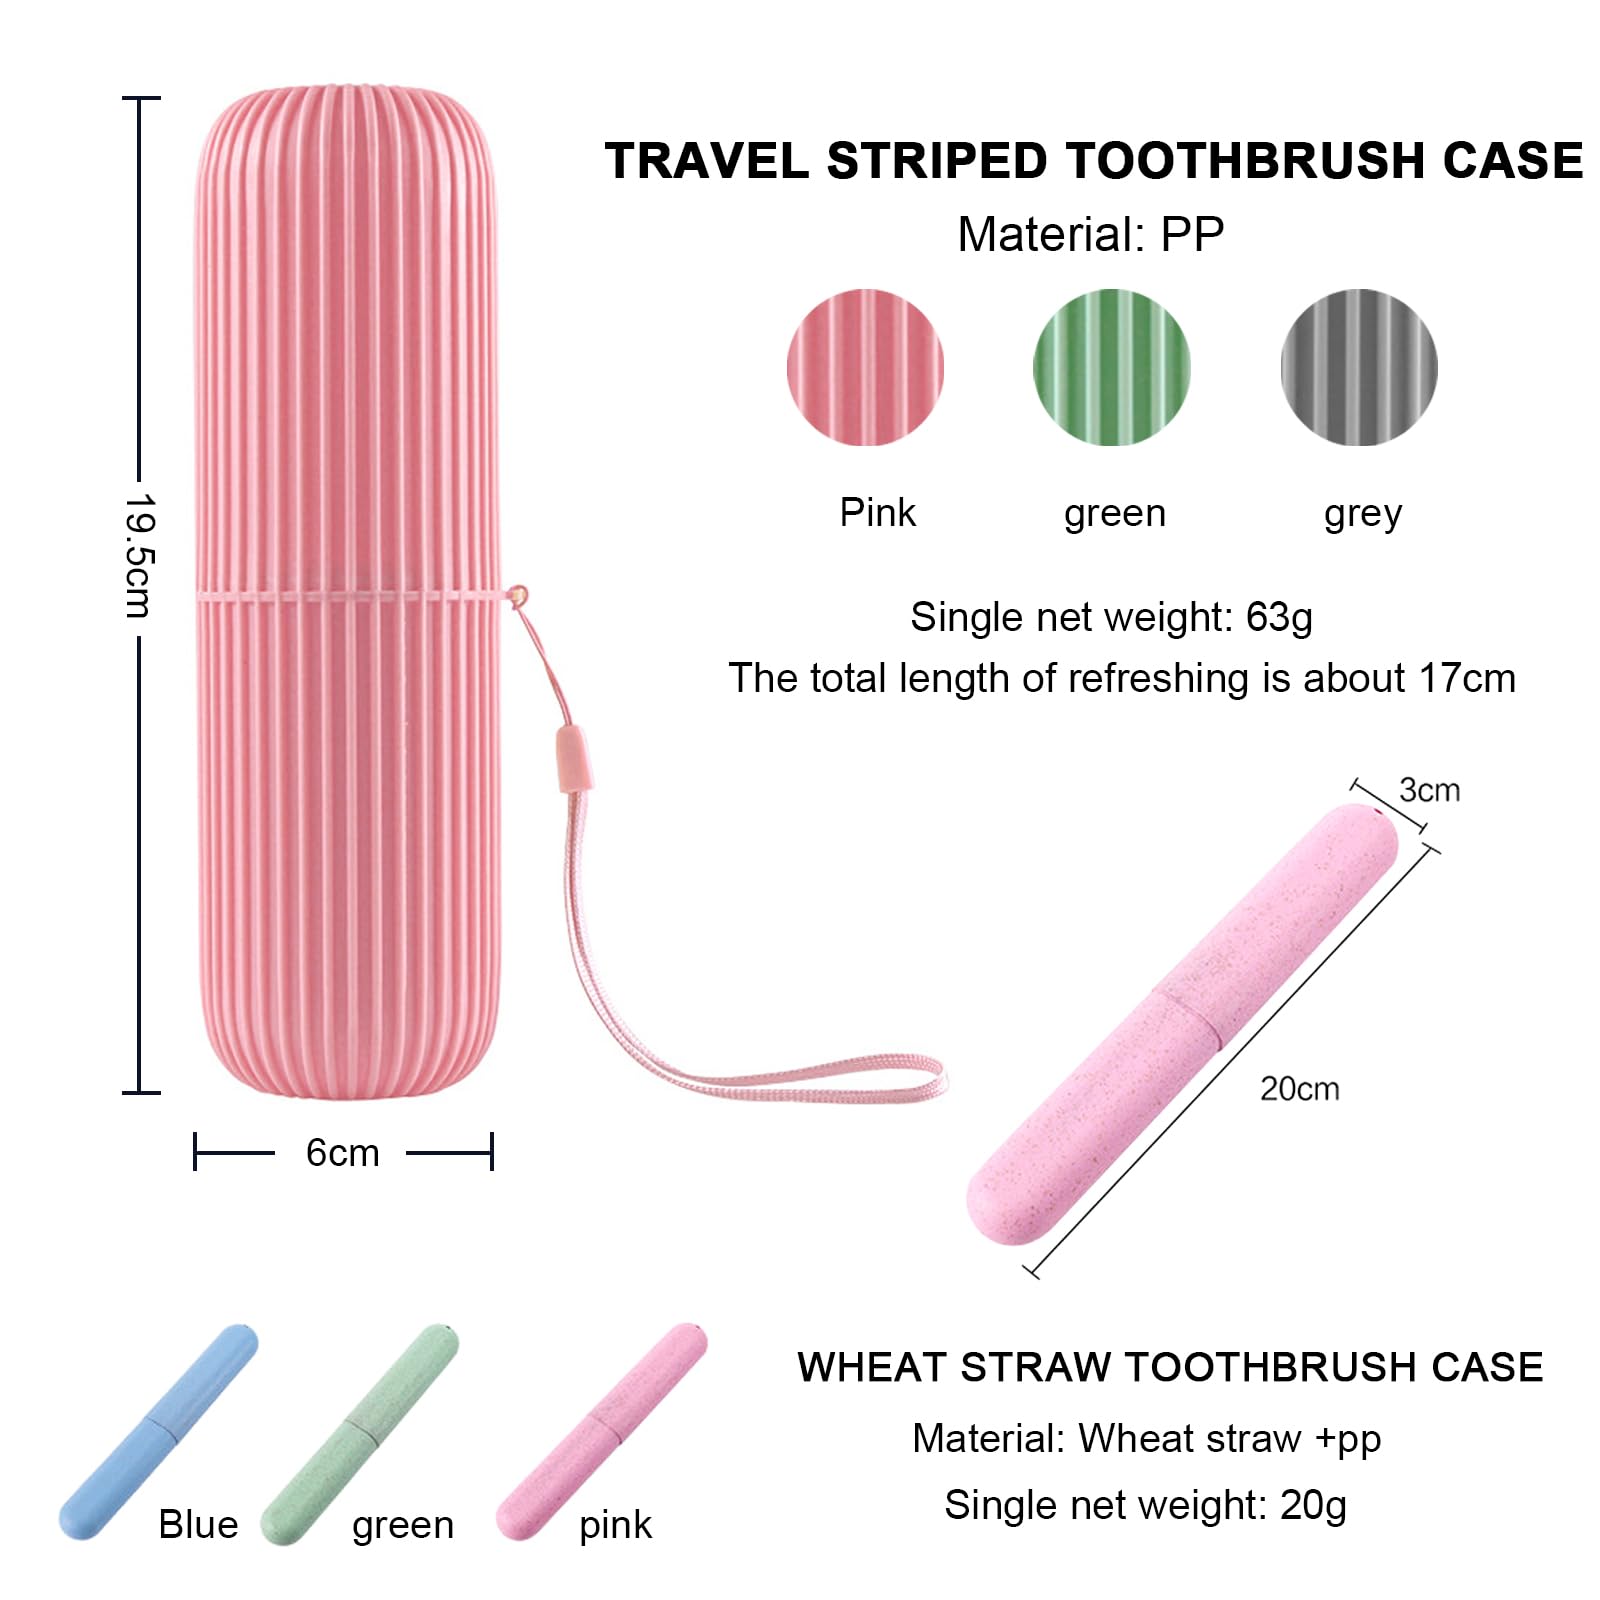 TRAVEL STRIPED TOOTHBRUSH CASE
Material: PP
Pink green grey
19.5cm
Single net weight: 63g
The total length of refreshing is about 17cm
3cm
20cm
6cm
WHEAT STRAW TOOTHBRUSH CASE
Material: Wheat straw +pp
Single net weight: 20g
Blue green pink